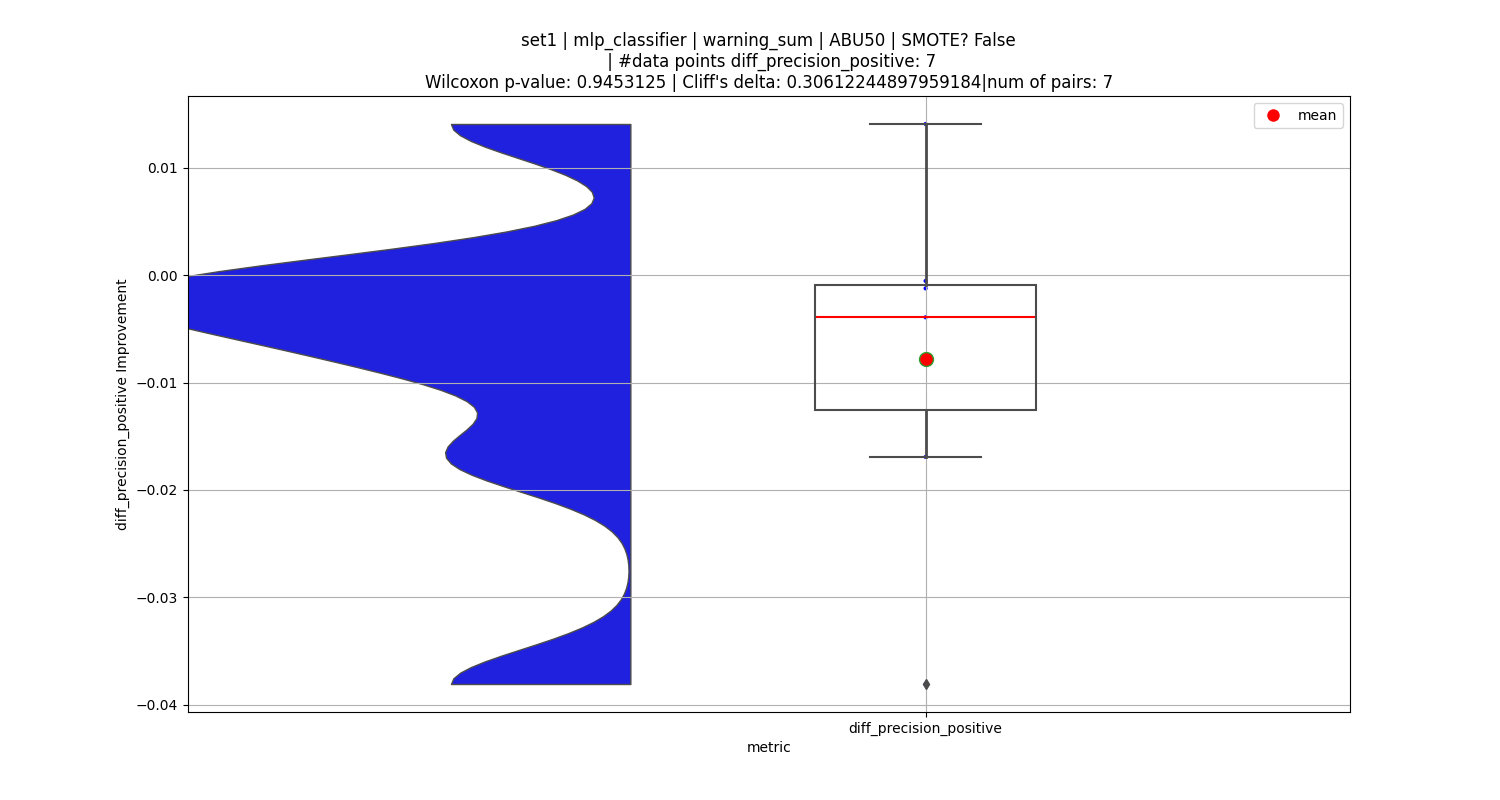 set1 | mlp_classifier | warning_sum | ABU50 | SMOTE? False
| #data points diff_precision_positive: 7
Wilcoxon p-value: 0.9453125 | Cliff's delta: 0.30612244897959184|num of pairs: 7
mean
0.01
0.00
−0.01
−0.02
−0.03
−0.04
diff_precision_positive Improvement
diff_precision_positive
metric